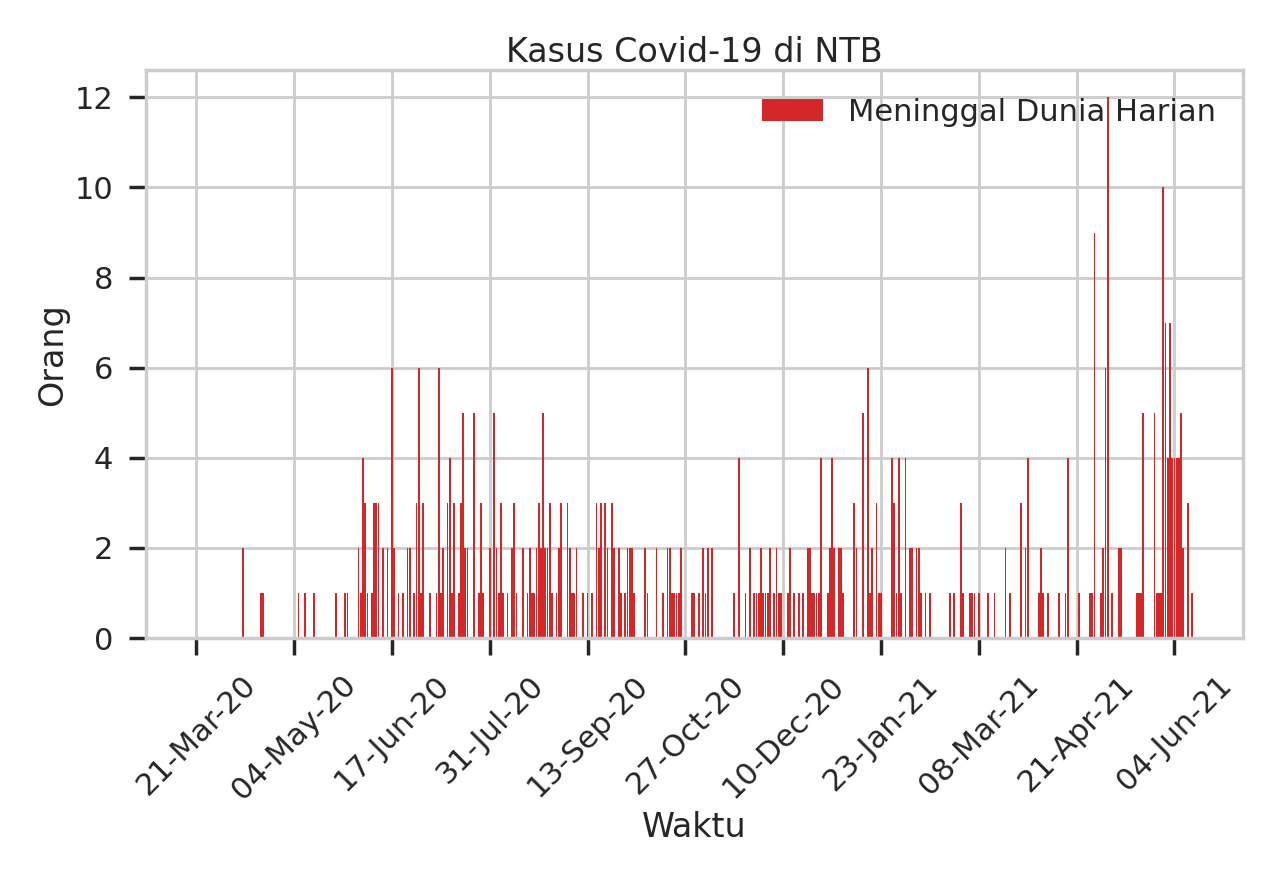 Kasus Covid-19 di NTB
Meninggal Dunia Harian
12
10
8
6
4
2
0
Orang
21-Mar-20
04-May-20
17-Jun-20
31-Jul-20
13-Sep-20
27-Oct-20
10-Dec-20
23-Jan-21
08-Mar-21
21-Apr-21
04-Jun-21
Waktu